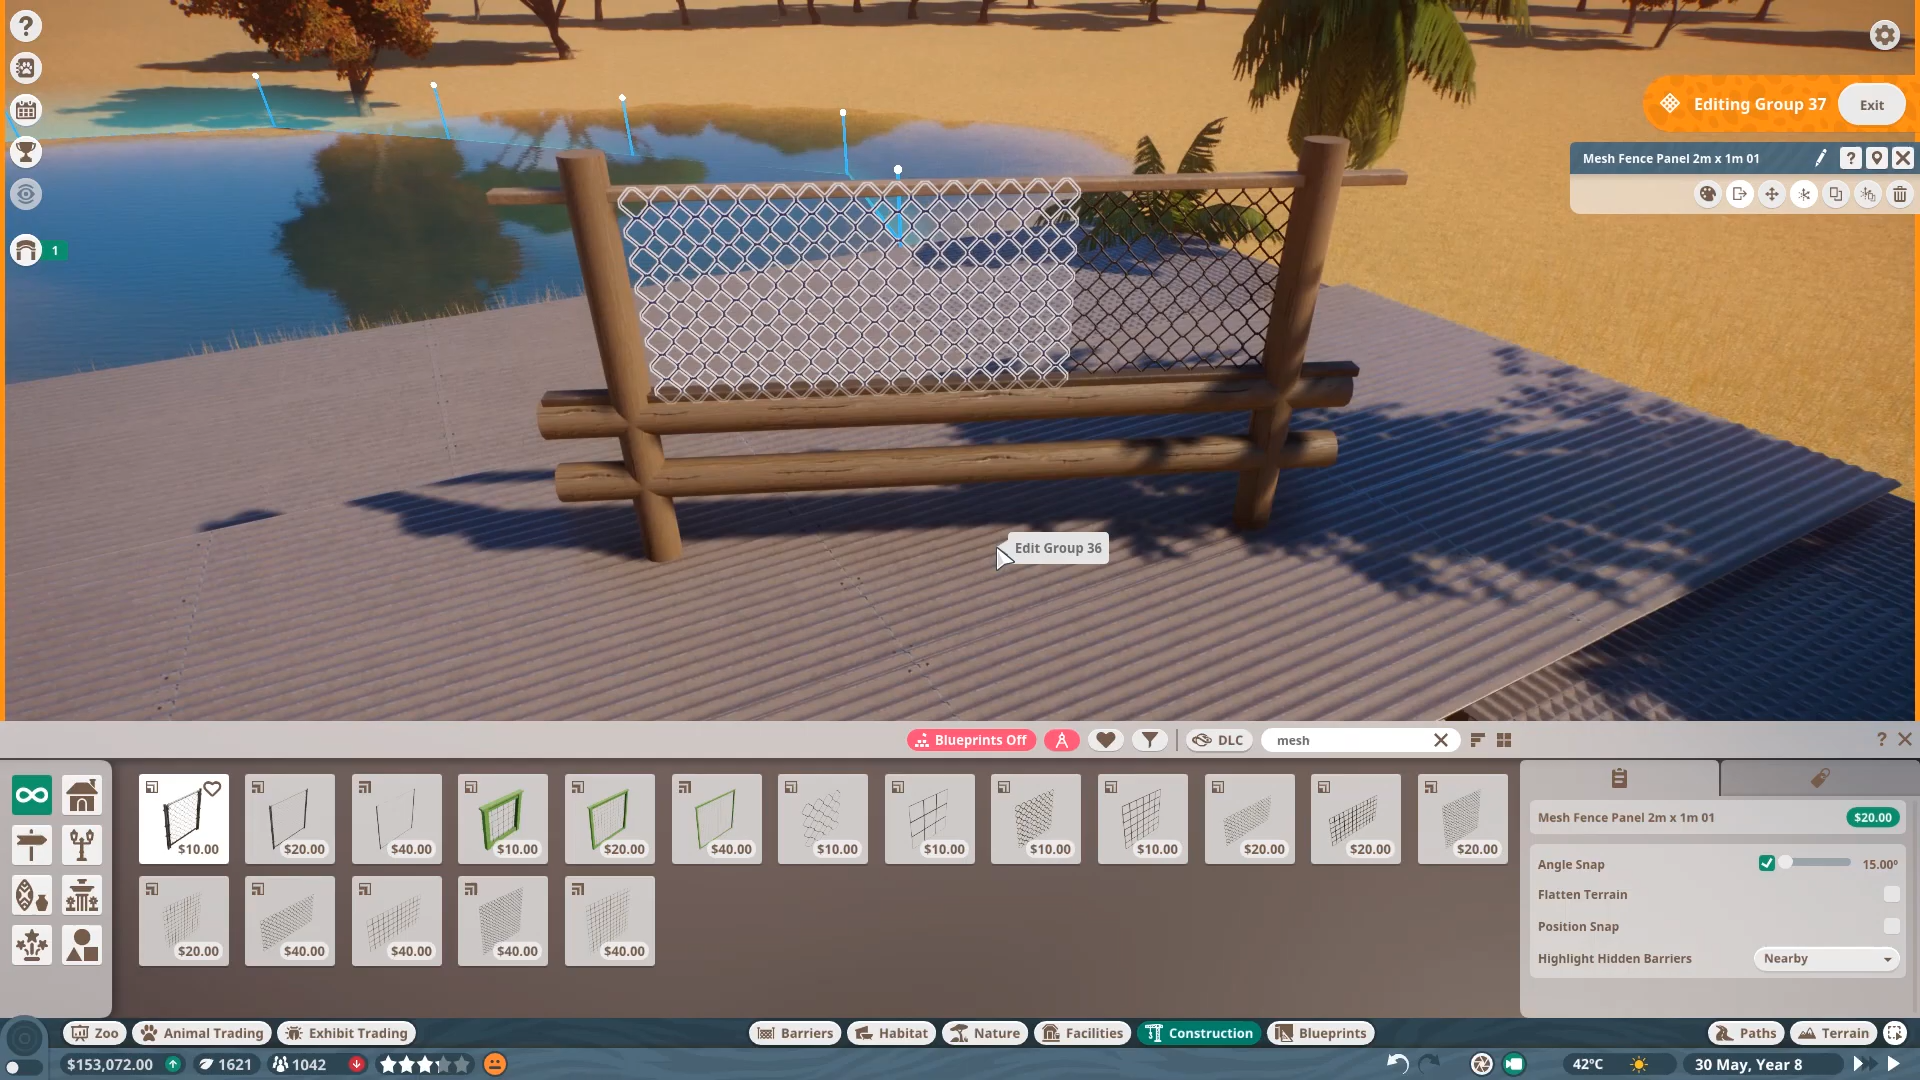 Editing Group 37
Exit
Mesh Fence Panel 2m x 1m 01
?
1
Edit Group 36
Blueprints Off
DLC
mesh
?
$10.00
$20.00
$40.00
$10.00
$20.00
$40.00
$10.00
$10.00
$10.00
$10.00
$20.00
$20.00
$20.00
$20.00
$40.00
$40.00
$40.00
$40.00
Mesh Fence Panel 2m x 1m 01
$20.00
Angle Snap
15.00°
Flatten Terrain
Position Snap
Highlight Hidden Barriers
Nearby
Zoo
Animal Trading
Exhibit Trading
Barriers
Habitat
Nature
Facilities
Construction
Blueprints
Paths
Terrain
$153,072.00
1621
1042
42°C
30 May, Year 8